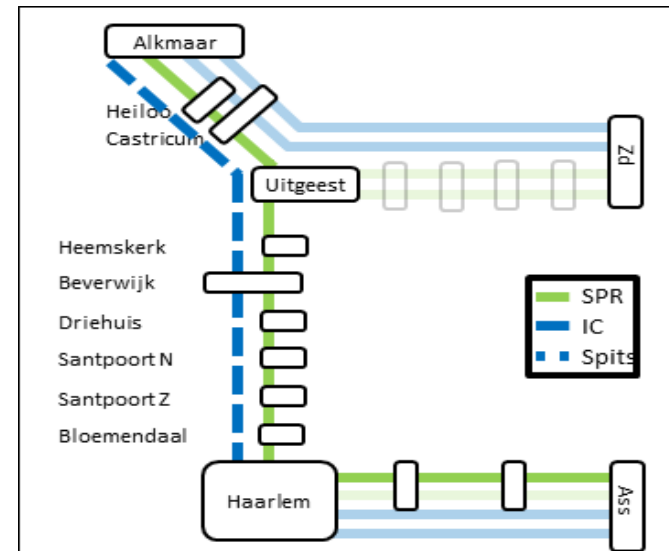 Alkmaar
Heiloo
Castricum
Zd
Uitgeest
Heemskerk
Beverwijk
Driehuis
Santpoort N
Santpoort Z
Bloemendaal
SPR
IC
Spits
Haarlem
Ass